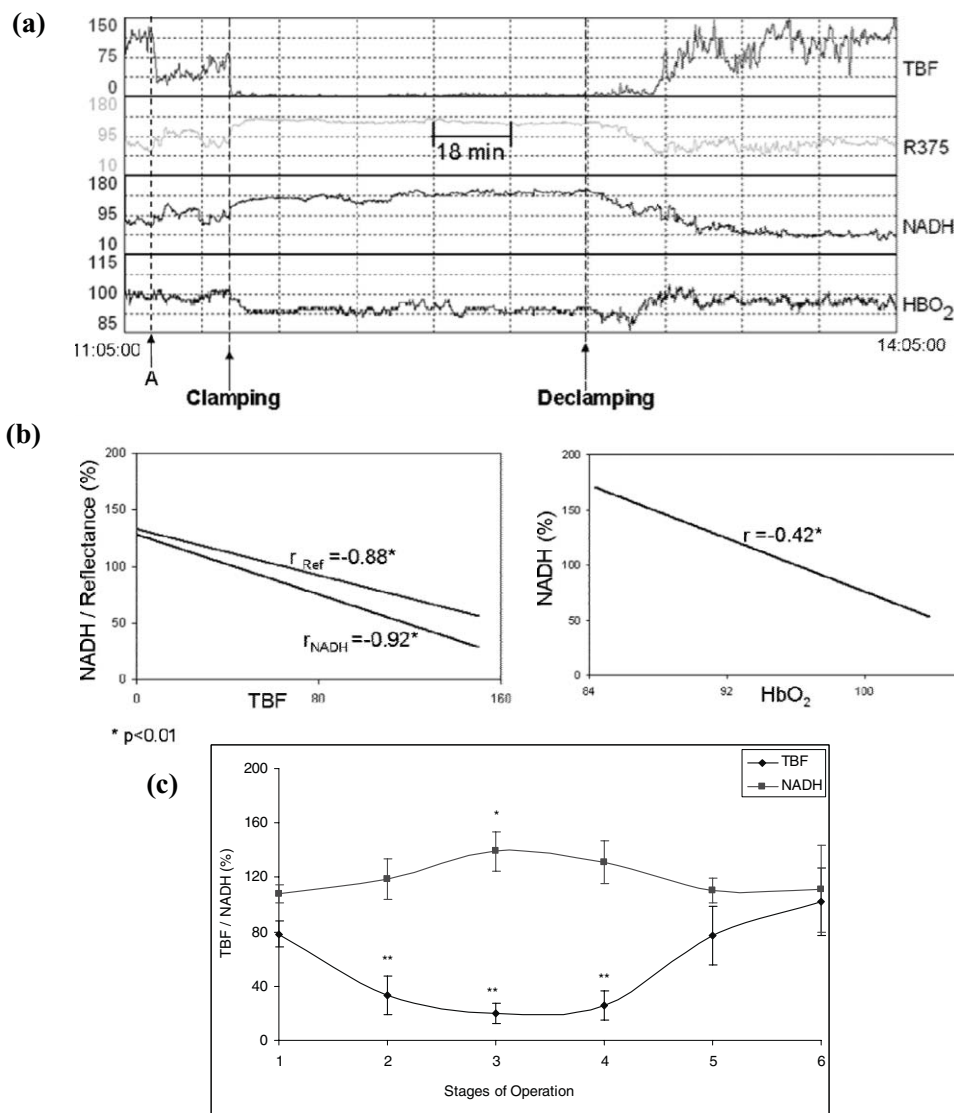 (a)
150
75
0
TBF
180
95
10
R375
18 min
180
95
10
NADH
115
100
85
HBO2
11:05:00
14:05:00
A
Clamping
Declamping
(b)
NADH / Reflectance (%)
200
150
100
50
0
r Ref =-0.88*
rNADH =-0.92*
0
80
160
TBF
NADH (%)
200
150
100
50
0
r =-0.42*
84
92
100
HbO2
* p<0.01
(c)
TBF / NADH (%)
200
160
120
80
40
0
TBF
NADH
*
**
**
**
1 2 3 4 5 6
Stages of Operation